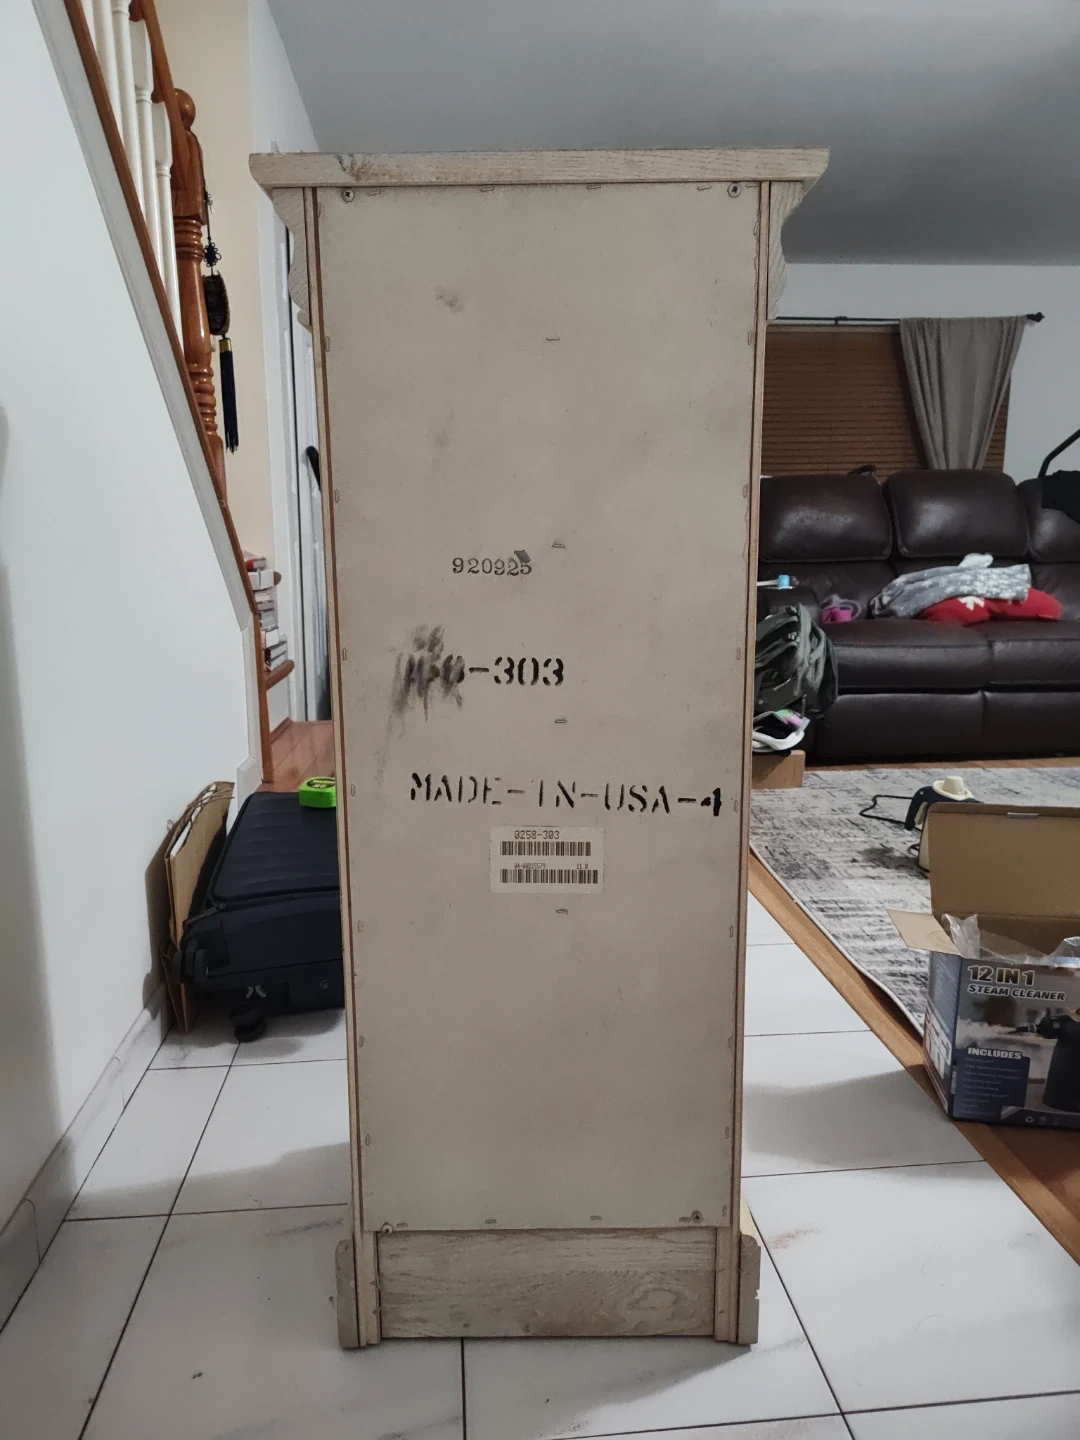 920925
-303
MADE-IN-USA-4
0258-303
12 IN 1
STEAM CLEANER
INCLUDES